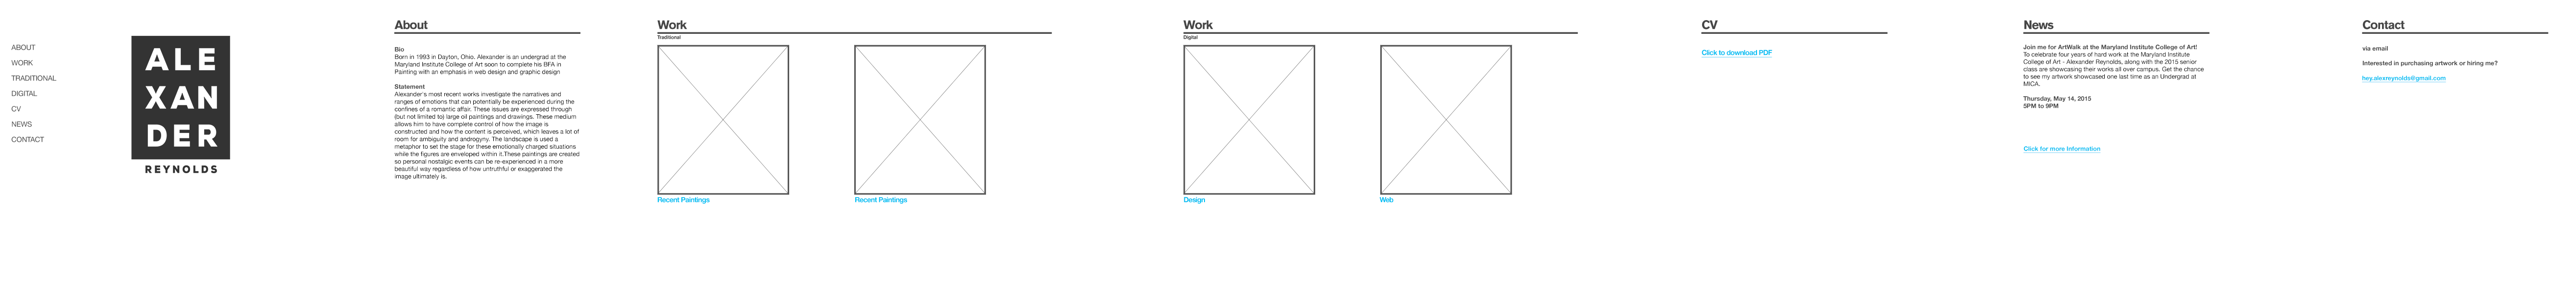 ABOUT
WORK
TRADITIONAL
DIGITAL
CV
NEWS
CONTACT
ALE
XAN
DER
REYNOLDS
About
Bio
Born in 1993 in Dayton, Ohio. Alexander is an undergrad at the
Maryland Institute College of Art soon to complete his BFA in
Painting with an emphasis in web design and graphic design
Statement
Alexander's most recent works investigate the narratives and
ranges of emotions that can potentially be experienced during the
confines of a romantic affair. These issues are expressed through
(but not limited to) large oil paintings and drawings. These medium
allows him to have complete control of how the image is
constructed and how the content is perceived, which leaves a lot of
room for ambiguity and androgyny. The landscape is used a
metaphor to set the stage for these emotionally charged situations
while the figures are enveloped within it.These paintings are created
so personal nostalgic events can be re-experienced in a more
beautiful way regardless of how untruthful or exaggerated the
image ultimately is.
Work
Traditional
Recent Paintings
Recent Paintings
Work
Digital
Design
Web
CV
Click to download PDF
News
Join me for ArtWalk at the Maryland Institute College of Art!
To celebrate four years of hard work at the Maryland Institute
College of Art - Alexander Reynolds, along with the 2015 senior
class are showcasing their works all over campus. Get the chance
to see my artwork showcased one last time as an Undergrad at
MICA.
Thursday, May 14, 2015
5PM to 9PM
Click for more Information
Contact
via email
Interested in purchasing artwork or hiring me?
hey.alexreynolds@gmail.com